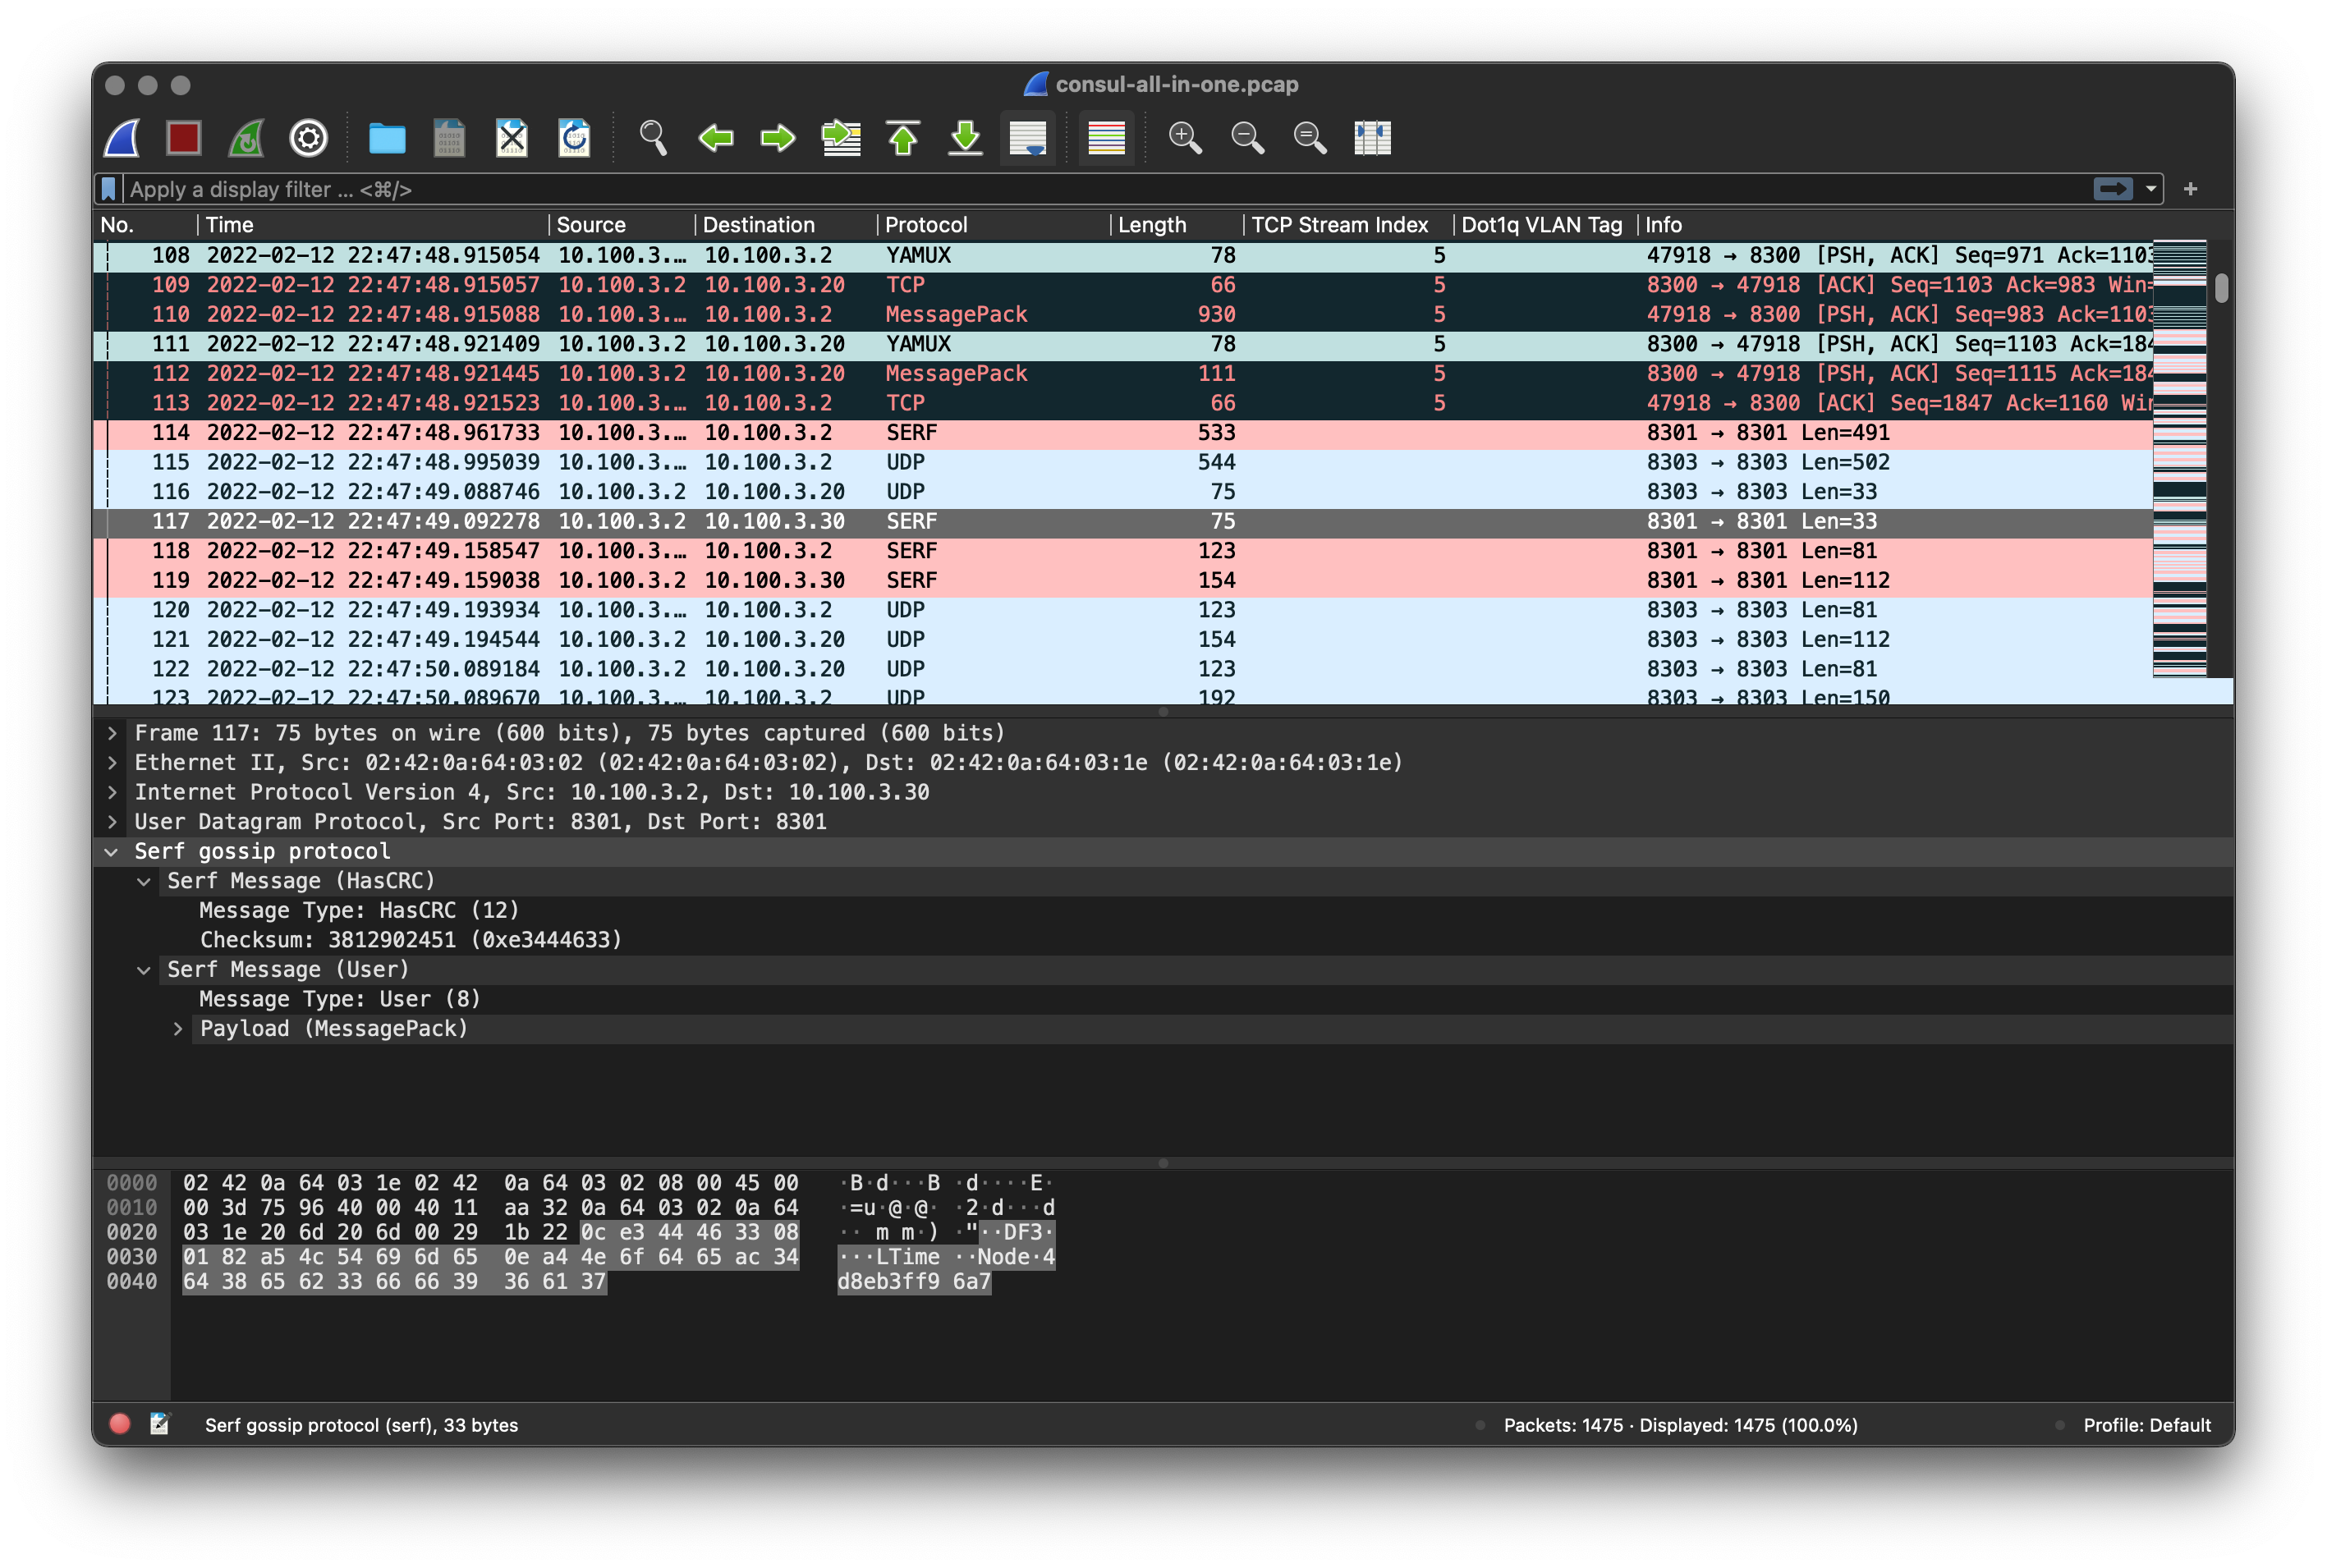 consul-all-in-one.pcap
Apply a display filter ... <⌘/>
+
No. Time Source Destination Protocol Length TCP Stream Index Dot1q VLAN Tag Info
108 2022-02-12 22:47:48.915054 10.100.3.… 10.100.3.2 YAMUX 78 5 47918 → 8300 [PSH, ACK] Seq=971 Ack=1103
109 2022-02-12 22:47:48.915057 10.100.3.2 10.100.3.20 TCP 66 5 8300 → 47918 [ACK] Seq=1103 Ack=983 Win=
110 2022-02-12 22:47:48.915088 10.100.3.… 10.100.3.2 MessagePack 930 5 47918 → 8300 [PSH, ACK] Seq=983 Ack=1103
111 2022-02-12 22:47:48.921409 10.100.3.2 10.100.3.20 YAMUX 78 5 8300 → 47918 [PSH, ACK] Seq=1103 Ack=184
112 2022-02-12 22:47:48.921445 10.100.3.2 10.100.3.20 MessagePack 111 5 8300 → 47918 [PSH, ACK] Seq=1115 Ack=184
113 2022-02-12 22:47:48.921523 10.100.3.… 10.100.3.2 TCP 66 5 47918 → 8300 [ACK] Seq=1847 Ack=1160 Win
114 2022-02-12 22:47:48.961733 10.100.3.… 10.100.3.2 SERF 533 8301 → 8301 Len=491
115 2022-02-12 22:47:48.995039 10.100.3.… 10.100.3.2 UDP 544 8303 → 8303 Len=502
116 2022-02-12 22:47:49.088746 10.100.3.2 10.100.3.20 UDP 75 8303 → 8303 Len=33
117 2022-02-12 22:47:49.092278 10.100.3.2 10.100.3.30 SERF 75 8301 → 8301 Len=33
118 2022-02-12 22:47:49.158547 10.100.3.… 10.100.3.2 SERF 123 8301 → 8301 Len=81
119 2022-02-12 22:47:49.159038 10.100.3.2 10.100.3.30 SERF 154 8301 → 8301 Len=112
120 2022-02-12 22:47:49.193934 10.100.3.… 10.100.3.2 UDP 123 8303 → 8303 Len=81
121 2022-02-12 22:47:49.194544 10.100.3.2 10.100.3.20 UDP 154 8303 → 8303 Len=112
122 2022-02-12 22:47:50.089184 10.100.3.2 10.100.3.20 UDP 123 8303 → 8303 Len=81
123 2022-02-12 22:47:50.089670 10.100.3.… 10.100.3.2 UDP 192 8303 → 8303 Len=150
Frame 117: 75 bytes on wire (600 bits), 75 bytes captured (600 bits)
Ethernet II, Src: 02:42:0a:64:03:02 (02:42:0a:64:03:02), Dst: 02:42:0a:64:03:1e (02:42:0a:64:03:1e)
Internet Protocol Version 4, Src: 10.100.3.2, Dst: 10.100.3.30
User Datagram Protocol, Src Port: 8301, Dst Port: 8301
Serf gossip protocol
Serf Message (HasCRC)
Message Type: HasCRC (12)
Checksum: 3812902451 (0xe3444633)
Serf Message (User)
Message Type: User (8)
Payload (MessagePack)
0000 02 42 0a 64 03 1e 02 42 0a 64 03 02 08 00 45 00 ·B·d···B ·d····E·
0010 00 3d 75 96 40 00 40 11 aa 32 0a 64 03 02 0a 64 ·=u·@·@· ·2·d···d
0020 03 1e 20 6d 20 6d 00 29 1b 22 0c e3 44 46 33 08 ·· m m·) ·"··DF3·
0030 01 82 a5 4c 54 69 6d 65 0e a4 4e 6f 64 65 ac 34 ···LTime ··Node·4
0040 64 38 65 62 33 66 66 39 36 61 37 d8eb3ff9 6a7
Serf gossip protocol (serf), 33 bytes
Packets: 1475 · Displayed: 1475 (100.0%)
Profile: Default